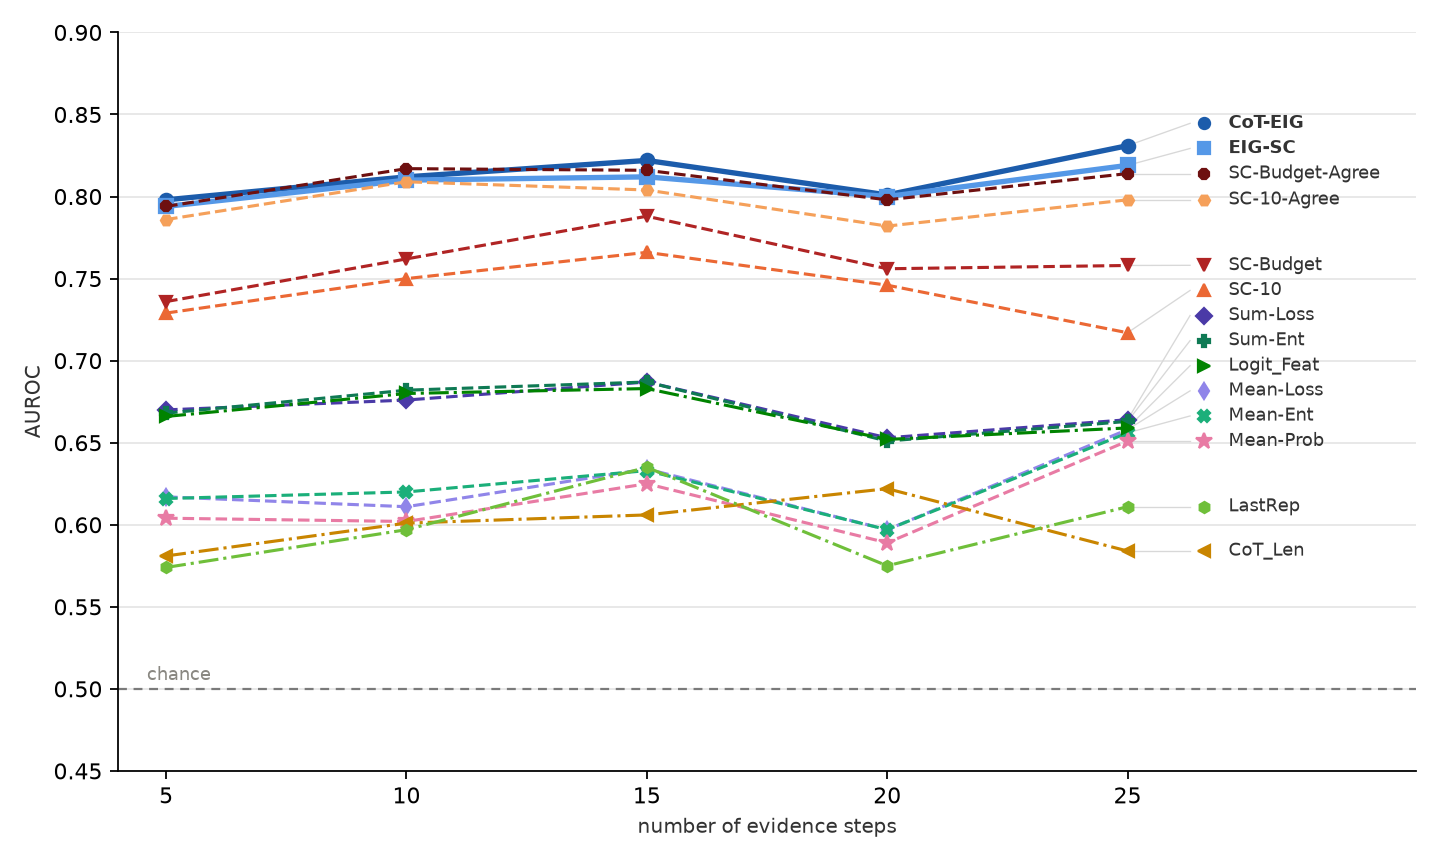 0.90
0.85
0.80
0.75
0.70
0.65
0.60
0.55
0.50
0.45
AUROC
chance
5
10
15
20
25
number of evidence steps
CoT-EIG
EIG-SC
SC-Budget-Agree
SC-10-Agree
SC-Budget
SC-10
Sum-Loss
Sum-Ent
Logit_Feat
Mean-Loss
Mean-Ent
Mean-Prob
LastRep
CoT_Len